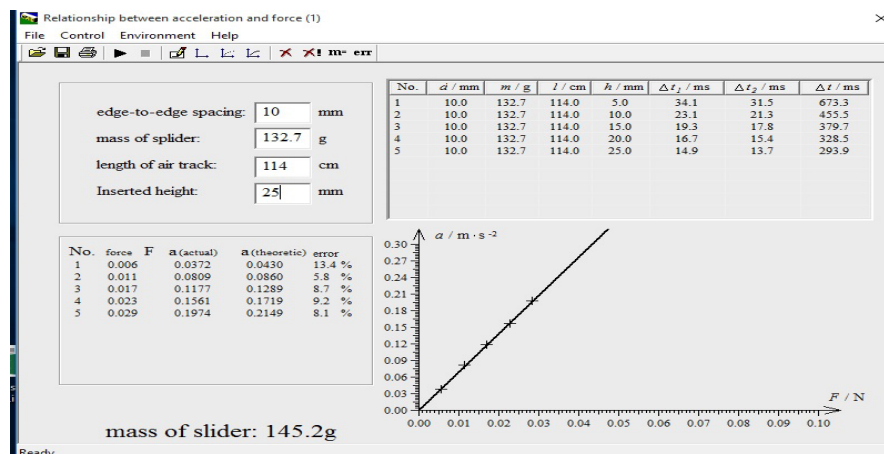 Relationship between acceleration and force (1)
File Control Environment Help
m= err
edge-to-edge spacing: 10 mm
mass of splider: 132.7 g
length of air track: 114 cm
Inserted height: 25 mm
No. d / mm m / g l / cm h / mm Δt₁ / ms Δt₂ / ms Δt / ms
1 10.0 132.7 114.0 5.0 34.1 31.5 673.3
2 10.0 132.7 114.0 10.0 23.1 21.3 455.5
3 10.0 132.7 114.0 15.0 19.3 17.8 379.7
4 10.0 132.7 114.0 20.0 16.7 15.4 328.5
5 10.0 132.7 114.0 25.0 14.9 13.7 293.9
No. force F a(actual) a(theoretic) error
1 0.006 0.0372 0.0430 13.4 %
2 0.011 0.0809 0.0860 5.8 %
3 0.017 0.1177 0.1289 8.7 %
4 0.023 0.1561 0.1719 9.2 %
5 0.029 0.1974 0.2149 8.1 %
mass of slider: 145.2g
a / m · s⁻²
0.30
0.27
0.24
0.21
0.18
0.15
0.12
0.09
0.06
0.03
0.00
F / N
0.00 0.01 0.02 0.03 0.04 0.05 0.06 0.07 0.08 0.09 0.10
Ready